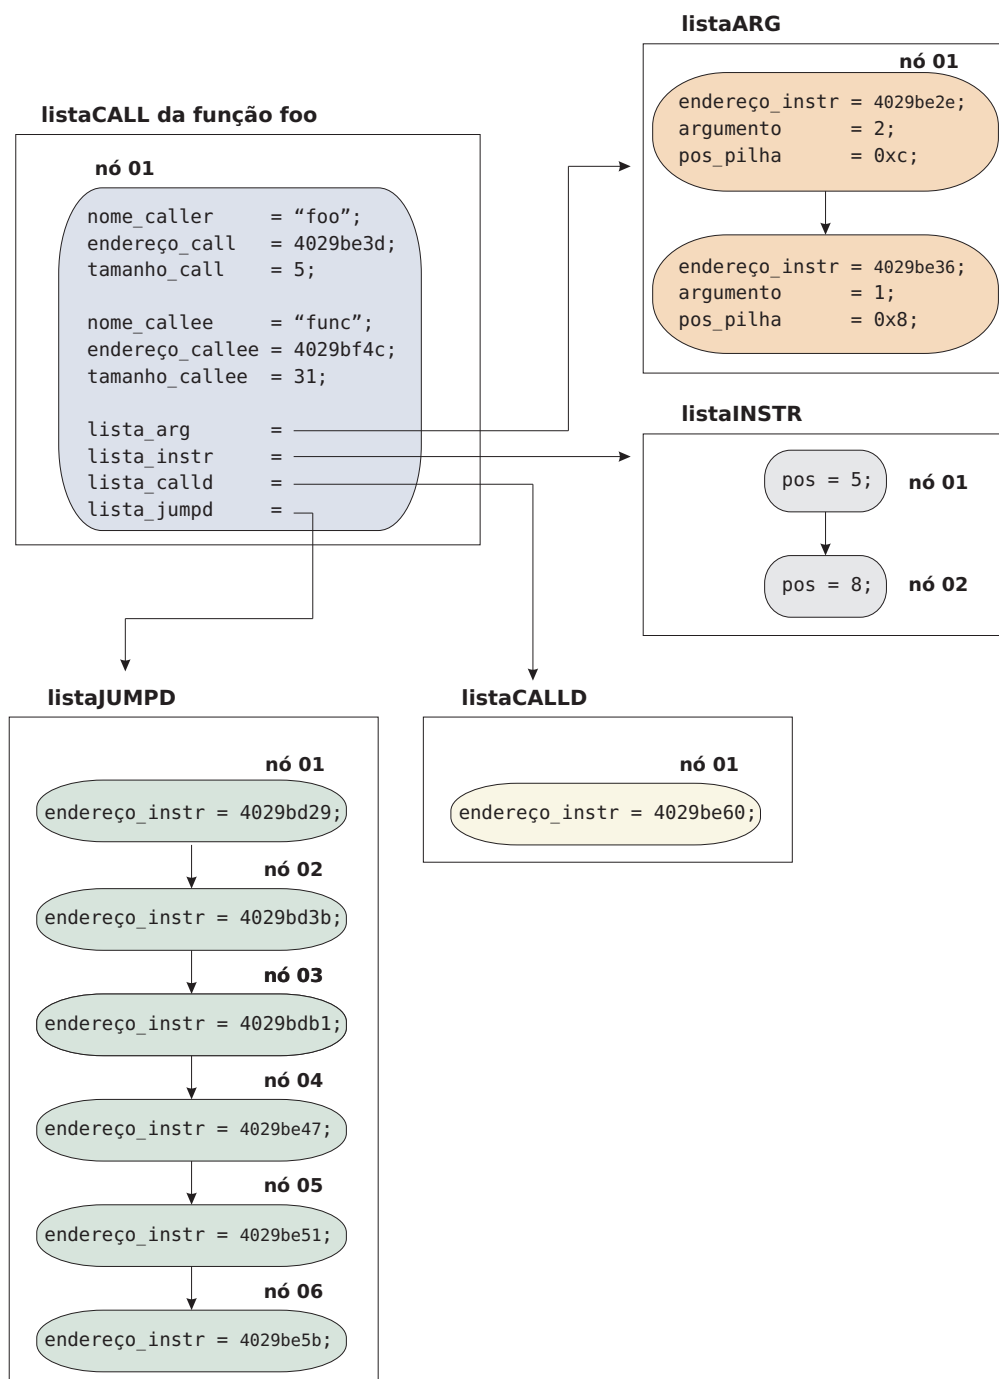 listaARG
nó 01
endereço_instr = 4029be2e;
argumento = 2;
pos_pilha = 0xc;
endereço_instr = 4029be36;
argumento = 1;
pos_pilha = 0x8;
listaCALL da função foo
nó 01
nome_caller = “foo”;
endereço_call = 4029be3d;
tamanho_call = 5;
nome_callee = “func”;
endereço_callee = 4029bf4c;
tamanho_callee = 31;
lista_arg =
lista_instr =
lista_calld =
lista_jumpd =
listaINSTR
pos = 5; nó 01
pos = 8; nó 02
listaJUMPD
nó 01
endereço_instr = 4029bd29;
nó 02
endereço_instr = 4029bd3b;
nó 03
endereço_instr = 4029bdb1;
nó 04
endereço_instr = 4029be47;
nó 05
endereço_instr = 4029be51;
nó 06
endereço_instr = 4029be5b;
listaCALLD
nó 01
endereço_instr = 4029be60;